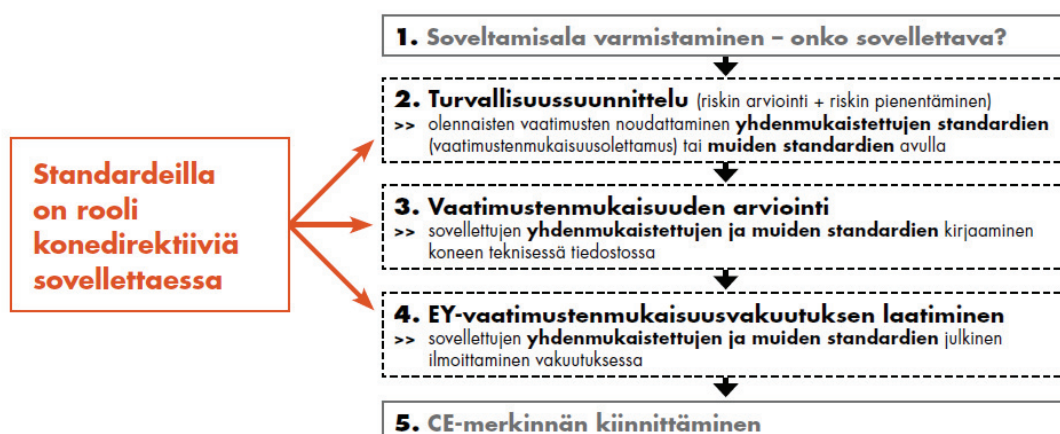 1. Soveltamisala varmistaminen – onko sovellettava?
2. Turvallisuussuunnittelu (riskin arviointi + riskin pienentäminen)
>> olennaisten vaatimusten noudattaminen yhdenmukaistettujen standardien
(vaatimustenmukaisuusolettamus) tai muiden standardien avulla
Standardeilla
on rooli
konedirektiiviä
sovellettaessa
3. Vaatimustenmukaisuuden arviointi
>> sovellettujen yhdenmukaistettujen ja muiden standardien kirjaaminen
koneen teknisessä tiedostossa
4. EY-vaatimustenmukaisuusvakuutuksen laatiminen
>> sovellettujen yhdenmukaistettujen ja muiden standardien julkinen
ilmoittaminen vakuutuksessa
5. CE-merkinnän kiinnittäminen